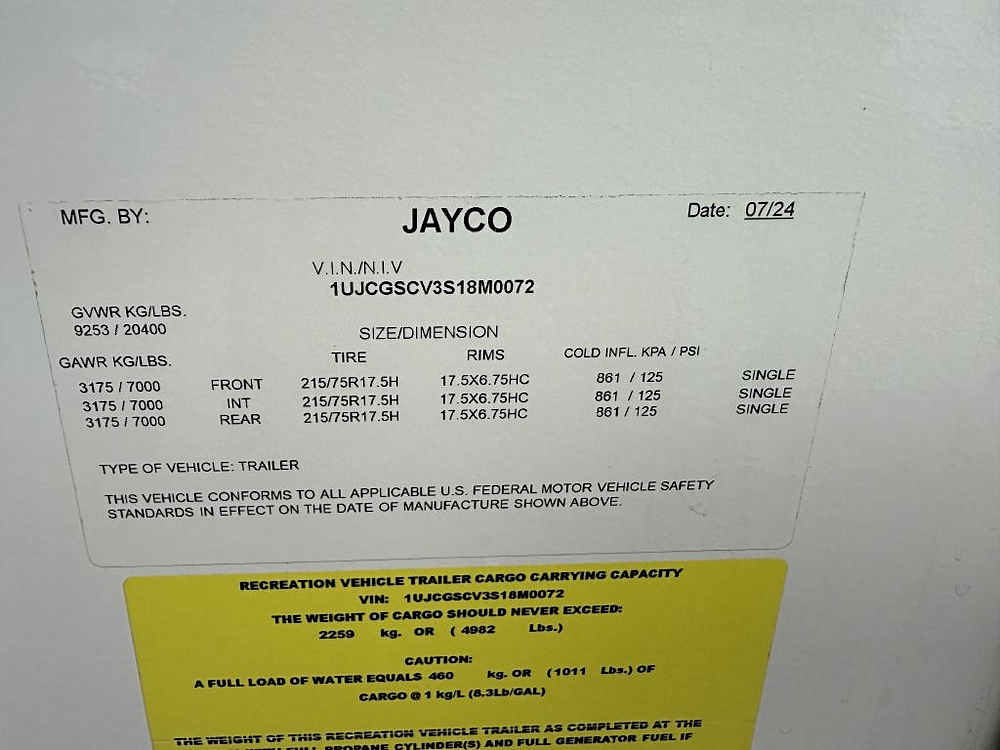 MFG. BY: JAYCO Date: 07/24
V.I.N./N.I.V
1UJCGSCV3S18M0072
GVWR KG/LBS.
9253 / 20400
SIZE/DIMENSION
GAWR KG/LBS. TIRE RIMS COLD INFL. KPA / PSI
3175 / 7000 FRONT 215/75R17.5H 17.5X6.75HC 861 / 125 SINGLE
3175 / 7000 INT 215/75R17.5H 17.5X6.75HC 861 / 125 SINGLE
3175 / 7000 REAR 215/75R17.5H 17.5X6.75HC 861 / 125 SINGLE
TYPE OF VEHICLE: TRAILER
THIS VEHICLE CONFORMS TO ALL APPLICABLE U.S. FEDERAL MOTOR VEHICLE SAFETY
STANDARDS IN EFFECT ON THE DATE OF MANUFACTURE SHOWN ABOVE.
RECREATION VEHICLE TRAILER CARGO CARRYING CAPACITY
VIN: 1UJCGSCV3S18M0072
THE WEIGHT OF CARGO SHOULD NEVER EXCEED:
2259 kg. OR ( 4982 Lbs.)
CAUTION:
A FULL LOAD OF WATER EQUALS 460 kg. OR (1011 Lbs.) OF
CARGO @ 1 kg/L (8.3Lb/GAL)
THE WEIGHT OF THIS RECREATION VEHICLE TRAILER AS COMPLETED AT THE
WITH FULL PROPANE CYLINDER(S) AND FULL GENERATOR FUEL IF